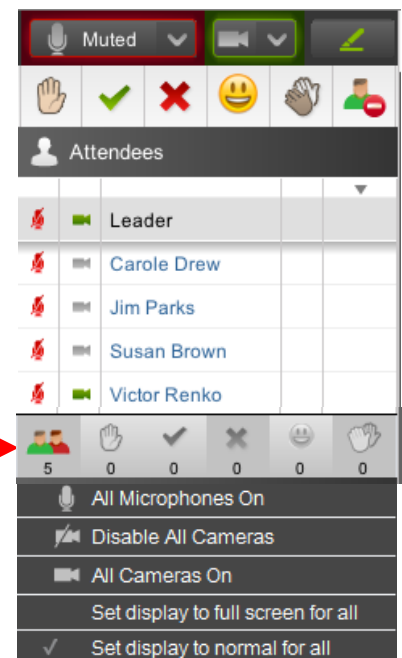 Muted
Attendees
Leader
Carole Drew
Jim Parks
Susan Brown
Victor Renko
5 0 0 0 0 0
All Microphones On
Disable All Cameras
All Cameras On
Set display to full screen for all
Set display to normal for all